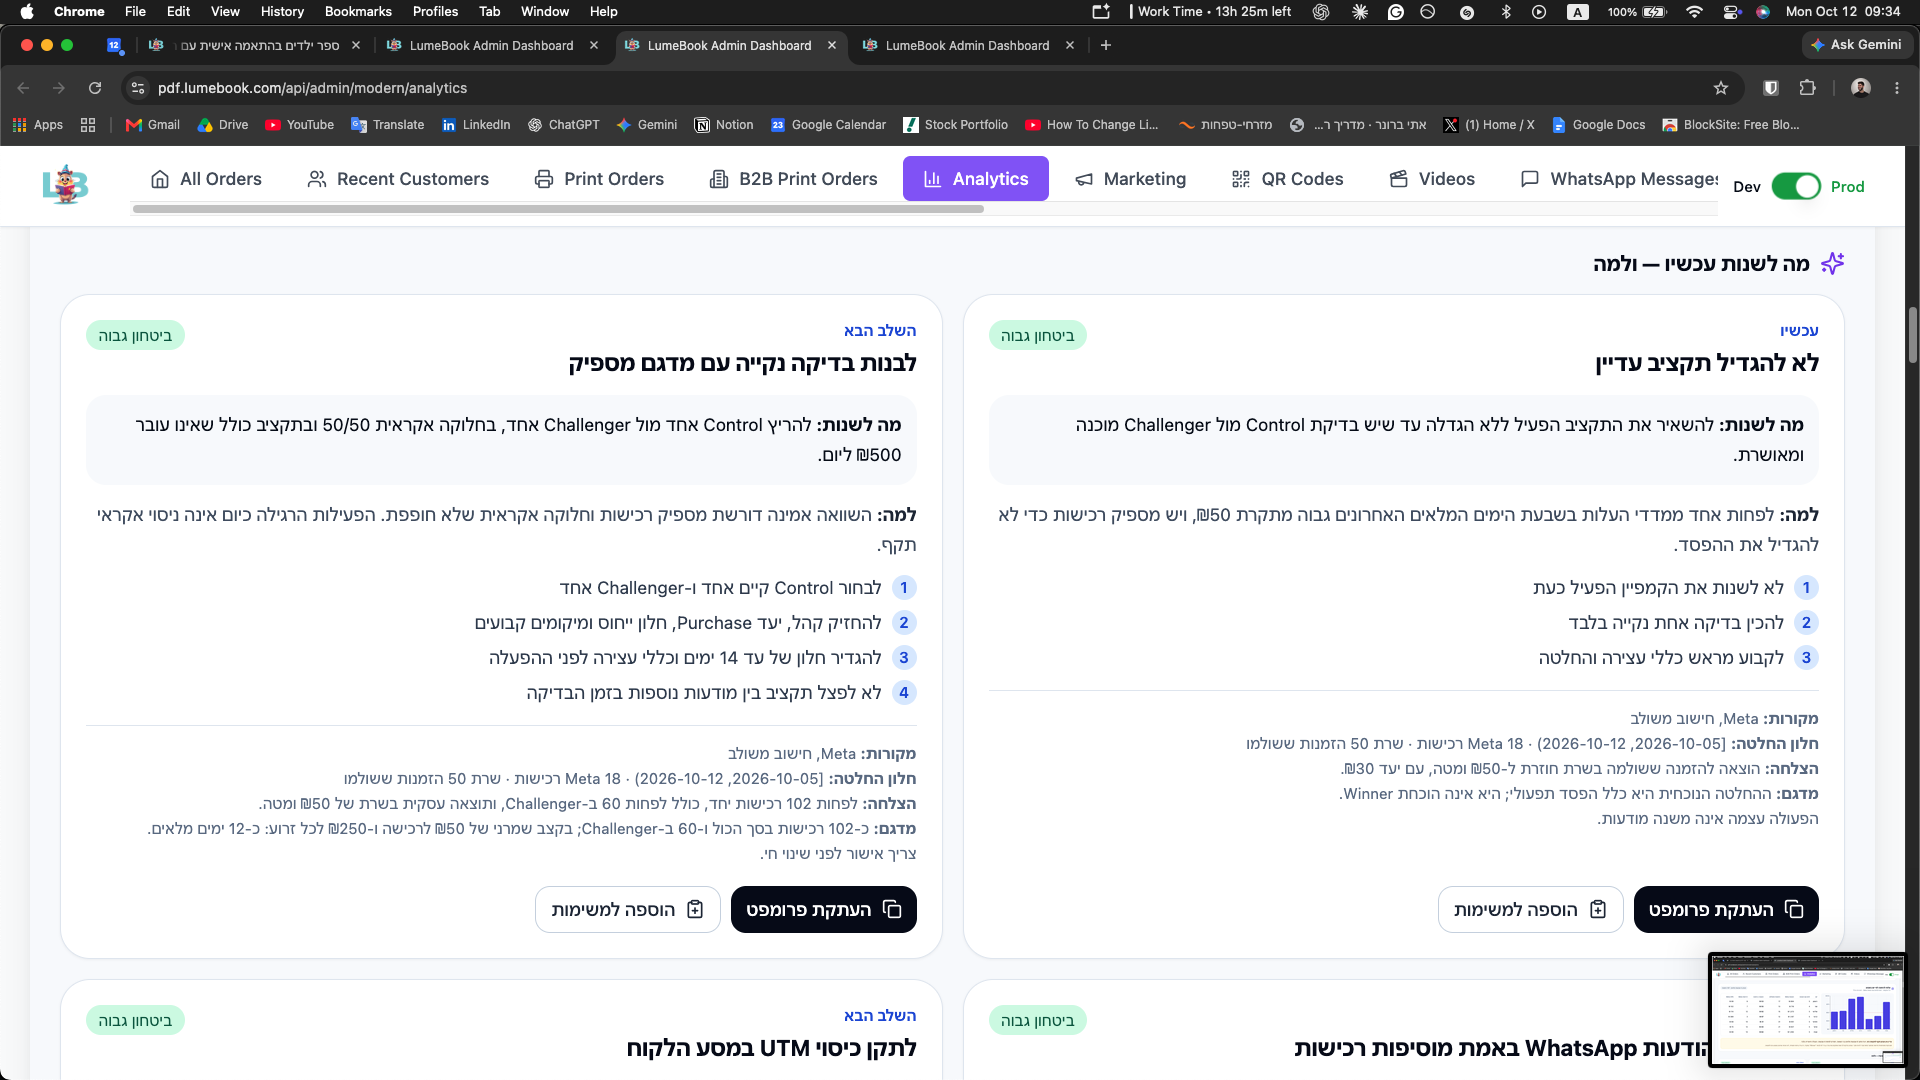 Chrome File Edit View History Bookmarks Profiles Tab Window Help
Work Time • 13h 25m left 100% Mon Oct 12 09:34
ספר ילדים בהתאמה אישית עם
LumeBook Admin Dashboard
LumeBook Admin Dashboard
LumeBook Admin Dashboard
Ask Gemini
pdf.lumebook.com/api/admin/modern/analytics
Apps Gmail Drive YouTube Translate LinkedIn ChatGPT Gemini Notion Google Calendar Stock Portfolio How To Change Li... מזרחי-טפחות אתי ברונר · מדריך ר... (1) Home / X Google Docs BlockSite: Free Blo...
All Orders Recent Customers Print Orders B2B Print Orders Analytics Marketing QR Codes Videos WhatsApp Messages Dev Prod
מה לשנות עכשיו — ולמה
עכשיו
ביטחון גבוה
לא להגדיל תקציב עדיין
מה לשנות: להשאיר את התקציב הפעיל ללא הגדלה עד שיש בדיקת Control מול Challenger מוכנה
ומאושרת.
למה: לפחות אחד ממדדי העלות בשבעת הימים המלאים האחרונים גבוה מתקרת ₪50, ויש מספיק רכישות כדי לא
להגדיל את ההפסד.
1 לא לשנות את הקמפיין הפעיל כעת
2 להכין בדיקה אחת נקייה בלבד
3 לקבוע מראש כללי עצירה והחלטה
מקורות: Meta, חישוב משולב
חלון החלטה: [2026-10-05, 2026-10-12) · Meta 18 רכישות · שרת 50 הזמנות ששולמו
הצלחה: הוצאה להזמנה ששולמה בשרת חוזרת ל-₪50 ומטה, עם יעד ₪30.
מדגם: ההחלטה הנוכחית היא כלל הפסד תפעולי; היא אינה הוכחת Winner.
הפעולה עצמה אינה משנה מודעות.
העתקת פרומפט
הוספה למשימות
השלב הבא
ביטחון גבוה
לבנות בדיקה נקייה עם מדגם מספיק
מה לשנות: להריץ Control אחד מול Challenger אחד, בחלוקה אקראית 50/50 ובתקציב כולל שאינו עובר
₪500 ליום.
למה: השוואה אמינה דורשת מספיק רכישות וחלוקה אקראית שלא חופפת. הפעילות הרגילה כיום אינה ניסוי אקראי
תקף.
1 לבחור Control קיים אחד ו-Challenger אחד
2 להחזיק קהל, יעד Purchase, חלון ייחוס ומיקומים קבועים
3 להגדיר חלון של עד 14 ימים וכללי עצירה לפני ההפעלה
4 לא לפצל תקציב בין מודעות נוספות בזמן הבדיקה
מקורות: Meta, חישוב משולב
חלון החלטה: [2026-10-05, 2026-10-12) · Meta 18 רכישות · שרת 50 הזמנות ששולמו
הצלחה: לפחות 102 רכישות יחד, כולל לפחות 60 ב-Challenger, ותוצאה עסקית בשרת של ₪50 ומטה.
מדגם: כ-102 רכישות בסך הכול ו-60 ב-Challenger; בקצב שמרני של ₪50 לרכישה ו-₪250 לכל זרוע: כ-12 ימים מלאים.
צריך אישור לפני שינוי חי.
העתקת פרומפט
הוספה למשימות
ביטחון גבוה
הודעות WhatsApp באמת מוסיפות רכישות
השלב הבא
ביטחון גבוה
לתקן כיסוי UTM במסע הלקוח